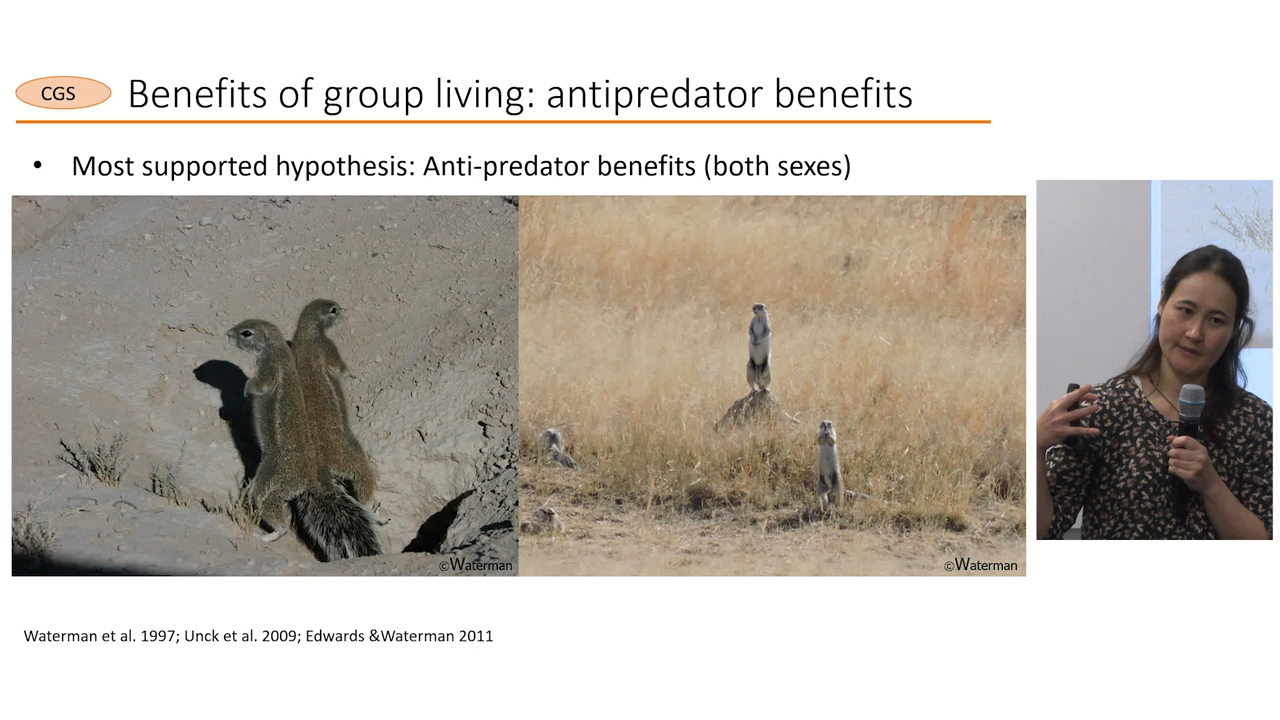 CGS
Benefits of group living: antipredator benefits
• Most supported hypothesis: Anti-predator benefits (both sexes)
©Waterman
©Waterman
Waterman et al. 1997; Unck et al. 2009; Edwards &Waterman 2011